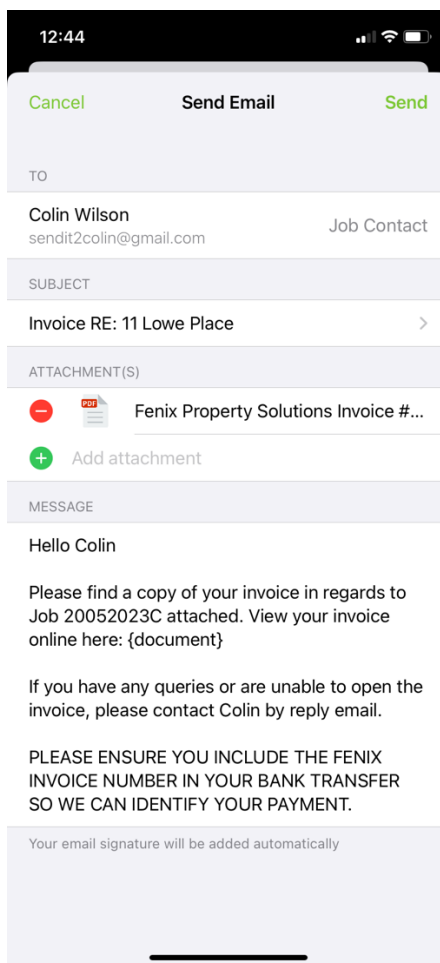 12:44
Cancel Send Email Send
TO
Colin Wilson
sendit2colin@gmail.com
Job Contact
SUBJECT
Invoice RE: 11 Lowe Place
ATTACHMENT(S)
PDF
Fenix Property Solutions Invoice #...
Add attachment
MESSAGE
Hello Colin
Please find a copy of your invoice in regards to
Job 20052023C attached. View your invoice
online here: {document}
If you have any queries or are unable to open the
invoice, please contact Colin by reply email.
PLEASE ENSURE YOU INCLUDE THE FENIX
INVOICE NUMBER IN YOUR BANK TRANSFER
SO WE CAN IDENTIFY YOUR PAYMENT.
Your email signature will be added automatically